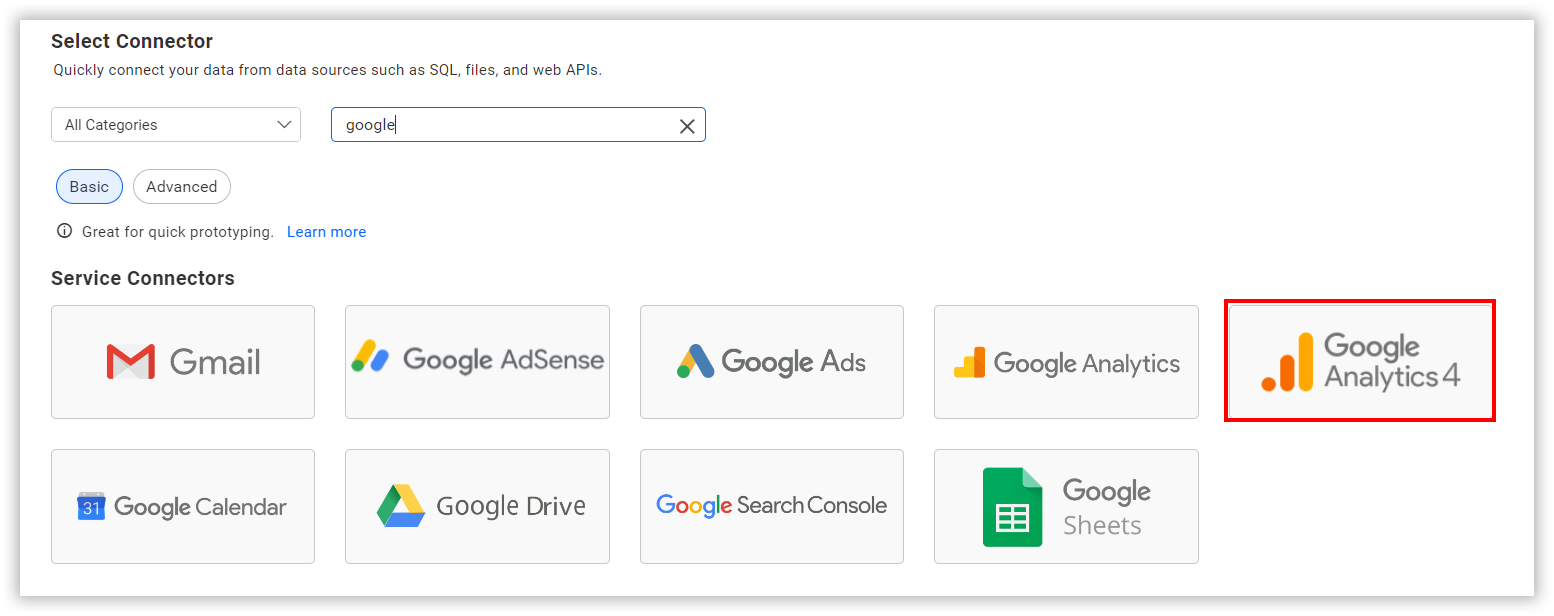 Select Connector
Quickly connect your data from data sources such as SQL, files, and web APIs.
All Categories
google
Basic
Advanced
Great for quick prototyping. Learn more
Service Connectors
Gmail
Google AdSense
Google Ads
Google Analytics
Google
Analytics 4
31
Google Calendar
Google Drive
Google Search Console
Google
Sheets